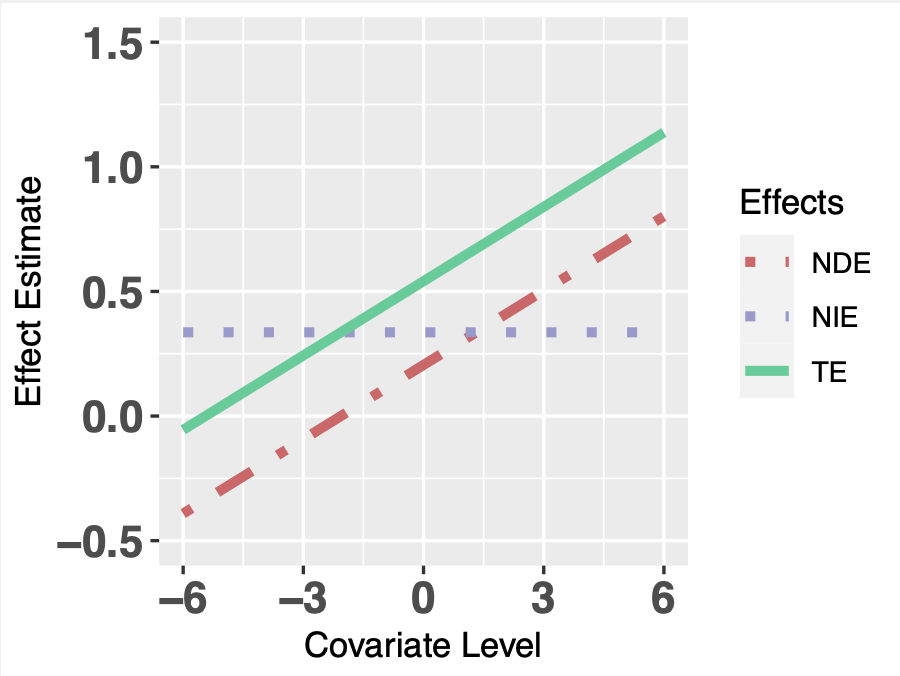 1.5
1.0
0.5
0.0
−0.5
Effect Estimate
−6 −3 0 3 6
Covariate Level
Effects
NDE
NIE
TE